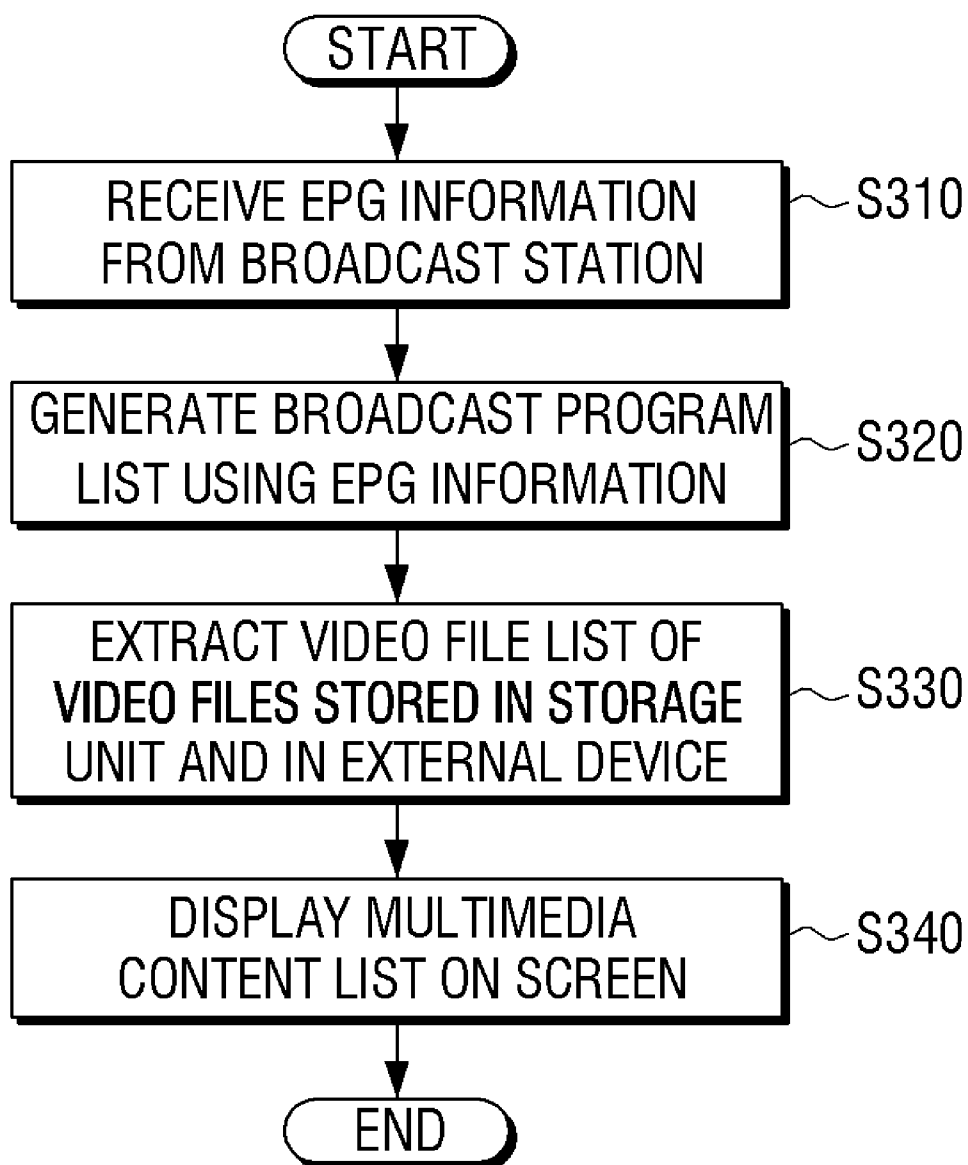 START
RECEIVE EPG INFORMATION
FROM BROADCAST STATION
S310
GENERATE BROADCAST PROGRAM
LIST USING EPG INFORMATION
S320
EXTRACT VIDEO FILE LIST OF
VIDEO FILES STORED IN STORAGE
UNIT AND IN EXTERNAL DEVICE
S330
DISPLAY MULTIMEDIA
CONTENT LIST ON SCREEN
S340
END